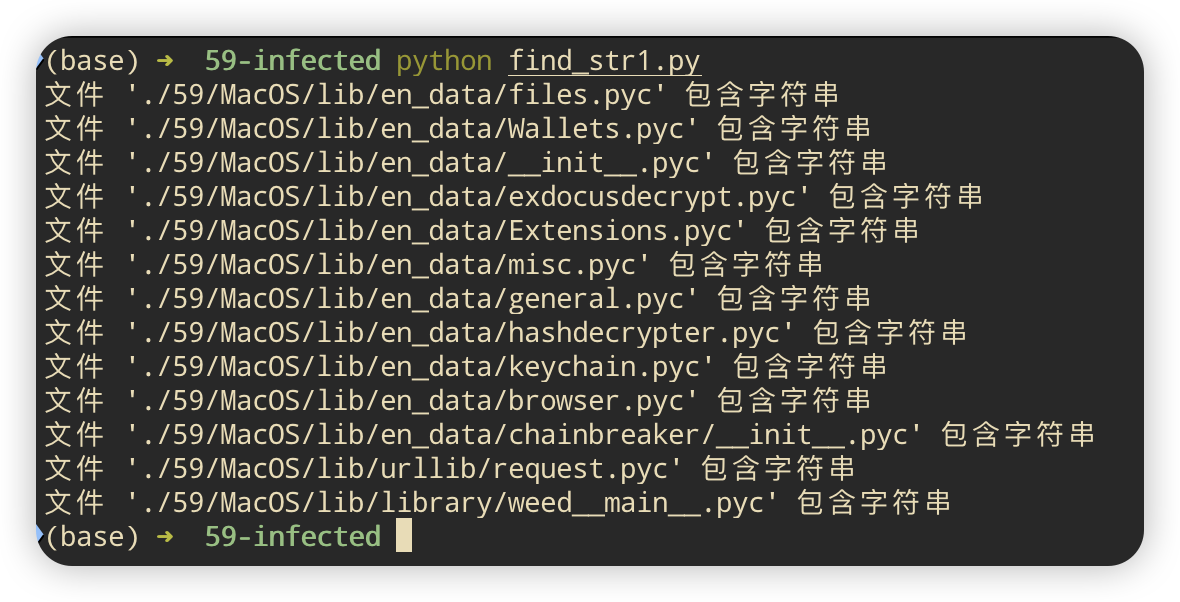 (base) ➜ 59-infected python find_str1.py
文件 './59/MacOS/lib/en_data/files.pyc' 包含字符串
文件 './59/MacOS/lib/en_data/Wallets.pyc' 包含字符串
文件 './59/MacOS/lib/en_data/__init__.pyc' 包含字符串
文件 './59/MacOS/lib/en_data/exdocusdecrypt.pyc' 包含字符串
文件 './59/MacOS/lib/en_data/Extensions.pyc' 包含字符串
文件 './59/MacOS/lib/en_data/misc.pyc' 包含字符串
文件 './59/MacOS/lib/en_data/general.pyc' 包含字符串
文件 './59/MacOS/lib/en_data/hashdecrypter.pyc' 包含字符串
文件 './59/MacOS/lib/en_data/keychain.pyc' 包含字符串
文件 './59/MacOS/lib/en_data/browser.pyc' 包含字符串
文件 './59/MacOS/lib/en_data/chainbreaker/__init__.pyc' 包含字符串
文件 './59/MacOS/lib/urllib/request.pyc' 包含字符串
文件 './59/MacOS/lib/library/weed__main__.pyc' 包含字符串
(base) ➜ 59-infected